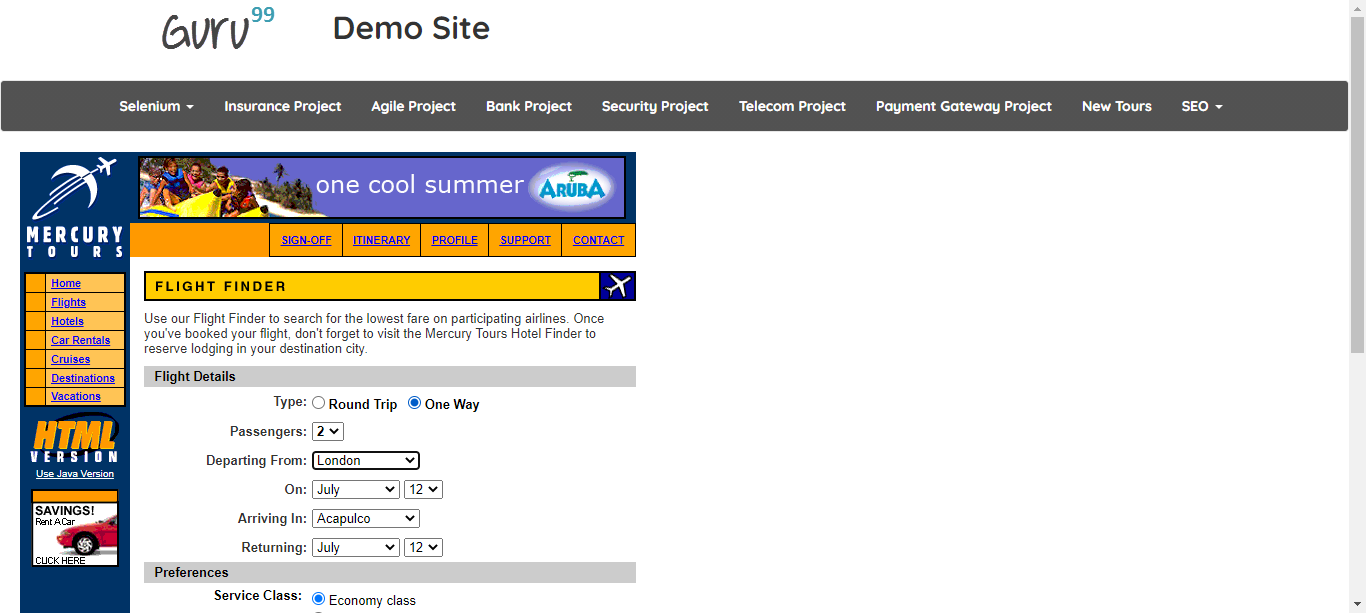 Guru99
Demo Site
Selenium Insurance Project Agile Project Bank Project Security Project Telecom Project Payment Gateway Project New Tours SEO
MERCURY
TOURS
one cool summer ARUBA
SIGN-OFF ITINERARY PROFILE SUPPORT CONTACT
Home
Flights
Hotels
Car Rentals
Cruises
Destinations
Vacations
HTML
VERSION
Use Java Version
SAVINGS!
Rent A Car
CLICK HERE
FLIGHT FINDER
Use our Flight Finder to search for the lowest fare on participating airlines. Once
you've booked your flight, don't forget to visit the Mercury Tours Hotel Finder to
reserve lodging in your destination city.
Flight Details
Type: Round Trip One Way
Passengers: 2
Departing From: London
On: July 12
Arriving In: Acapulco
Returning: July 12
Preferences
Service Class: Economy class